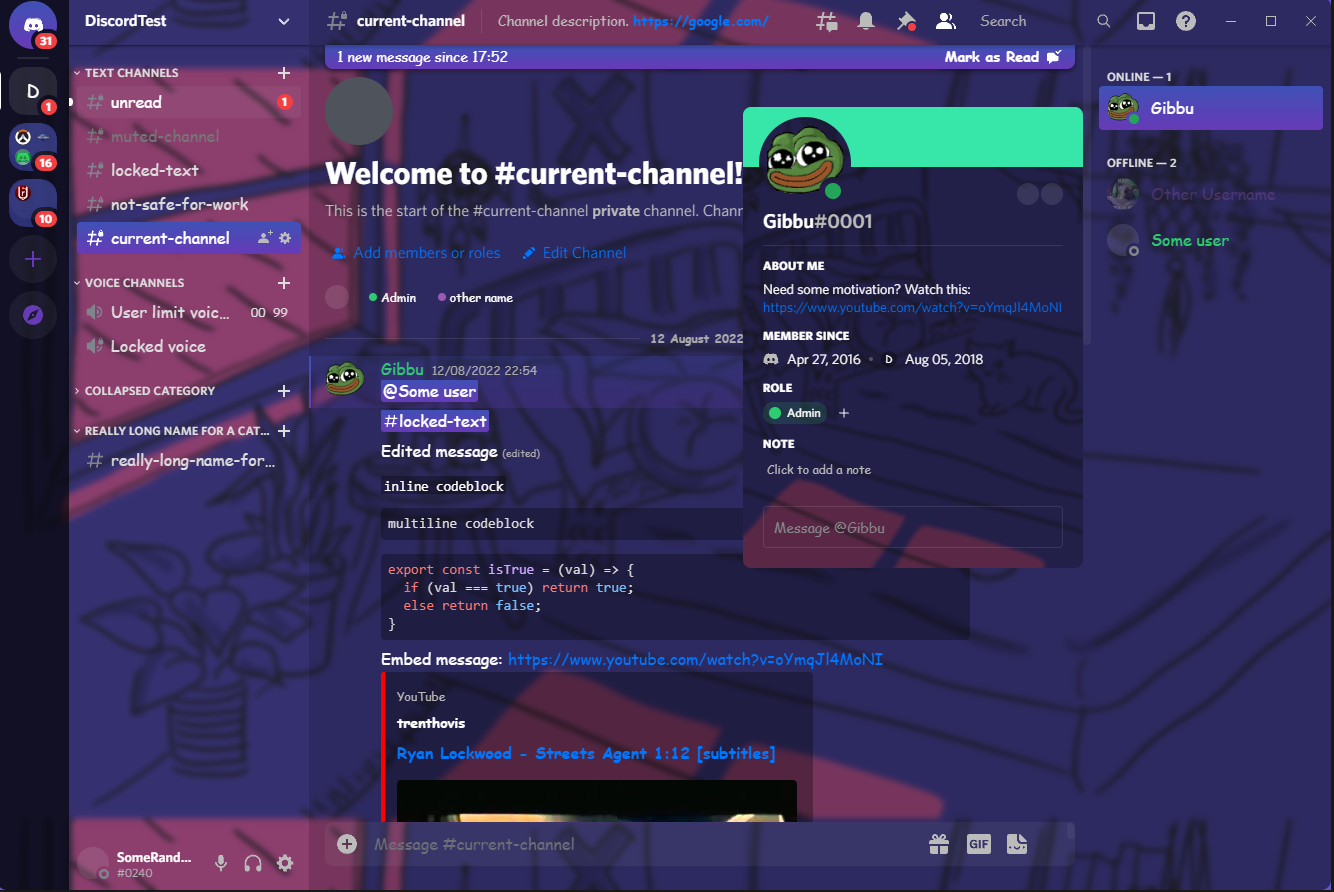 31
D
1
16
10
DiscordTest
TEXT CHANNELS
unread
1
muted-channel
locked-text
not-safe-for-work
current-channel
VOICE CHANNELS
User limit voic... 00 99
Locked voice
COLLAPSED CATEGORY
REALLY LONG NAME FOR A CAT...
really-long-name-for...
SomeRand...
#0240
current-channel
Channel description. https://google.com/
Search
1 new message since 17:52
Mark as Read
Welcome to #current-channel!
This is the start of the #current-channel private channel. Chann
Add members or roles
Edit Channel
Admin
other name
12 August 2022
Gibbu 12/08/2022 22:54
@Some user
#locked-text
Edited message (edited)
inline codeblock
multiline codeblock
export const isTrue = (val) => {
if (val === true) return true;
else return false;
}
Embed message: https://www.youtube.com/watch?v=oYmqJl4MoNI
YouTube
trenthovis
Ryan Lockwood - Streets Agent 1:12 [subtitles]
Message #current-channel
GIF
Gibbu#0001
ABOUT ME
Need some motivation? Watch this:
https://www.youtube.com/watch?v=oYmqJl4MoNI
MEMBER SINCE
Apr 27, 2016 • D Aug 05, 2018
ROLE
Admin +
NOTE
Click to add a note
Message @Gibbu
ONLINE — 1
Gibbu
OFFLINE — 2
Other Username
Some user